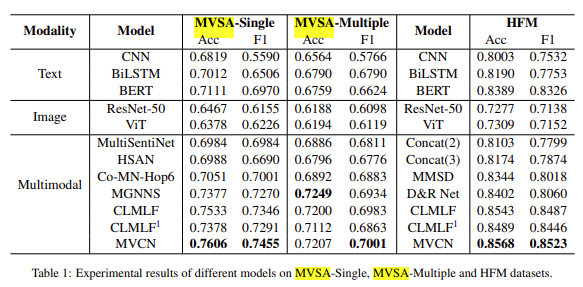 Modality Model MVSA-Single MVSA-Multiple Model HFM
Acc F1 Acc F1 Acc F1
Text CNN 0.6819 0.5590 0.6564 0.5766 CNN 0.8003 0.7532
BiLSTM 0.7012 0.6506 0.6790 0.6790 BiLSTM 0.8190 0.7753
BERT 0.7111 0.6970 0.6759 0.6624 BERT 0.8389 0.8326
Image ResNet-50 0.6467 0.6155 0.6188 0.6098 ResNet-50 0.7277 0.7138
ViT 0.6378 0.6226 0.6194 0.6119 ViT 0.7309 0.7152
Multimodal MultiSentiNet 0.6984 0.6984 0.6886 0.6811 Concat(2) 0.8103 0.7799
HSAN 0.6988 0.6690 0.6796 0.6776 Concat(3) 0.8174 0.7874
Co-MN-Hop6 0.7051 0.7001 0.6892 0.6883 MMSD 0.8344 0.8018
MGNNS 0.7377 0.7270 0.7249 0.6934 D&R Net 0.8402 0.8060
CLMLF 0.7533 0.7346 0.7200 0.6983 CLMLF 0.8543 0.8487
CLMLF¹ 0.7378 0.7291 0.7112 0.6863 CLMLF¹ 0.8489 0.8446
MVCN 0.7606 0.7455 0.7207 0.7001 MVCN 0.8568 0.8523
Table 1: Experimental results of different models on MVSA-Single, MVSA-Multiple and HFM datasets.